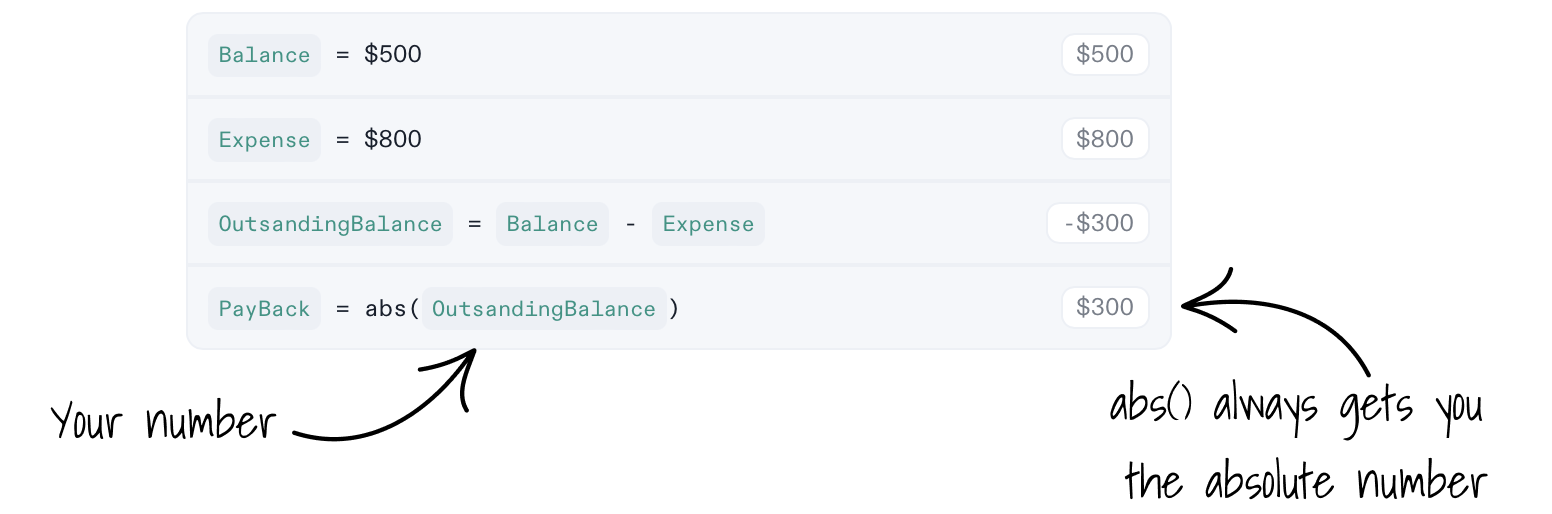 Balance = $500 $500
Expense = $800 $800
OutsandingBalance = Balance - Expense -$300
PayBack = abs(OutsandingBalance) $300
Your number
abs() always gets you
the absolute number